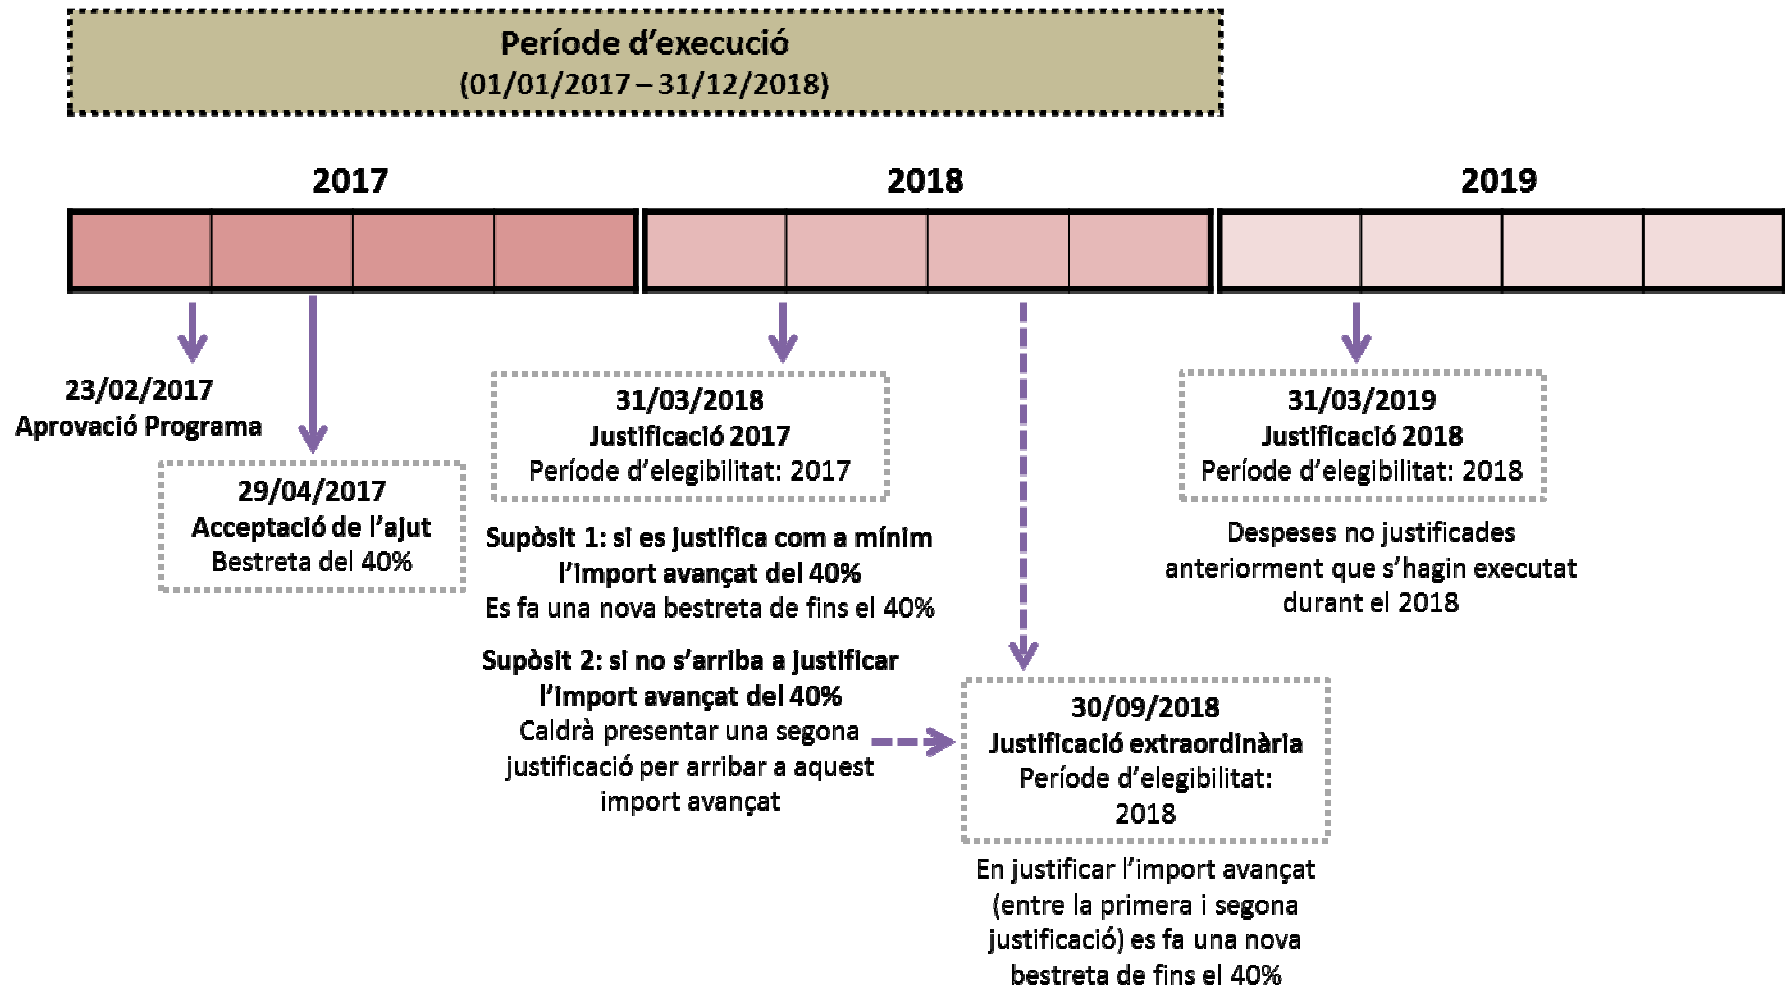 Període d'execució
(01/01/2017 – 31/12/2018)
2017
2018
2019
23/02/2017
Aprovació Programa
29/04/2017
Acceptació de l'ajut
Bestreta del 40%
31/03/2018
Justificació 2017
Període d'elegibilitat: 2017
Supòsit 1: si es justifica com a mínim
l'import avançat del 40%
Es fa una nova bestreta de fins el 40%
Supòsit 2: si no s'arriba a justificar
l'import avançat del 40%
Caldrà presentar una segona
justificació per arribar a aquest
import avançat
30/09/2018
Justificació extraordinària
Període d'elegibilitat:
2018
En justificar l'import avançat
(entre la primera i segona
justificació) es fa una nova
bestreta de fins el 40%
31/03/2019
Justificació 2018
Període d'elegibilitat: 2018
Despeses no justificades
anteriorment que s'hagin executat
durant el 2018